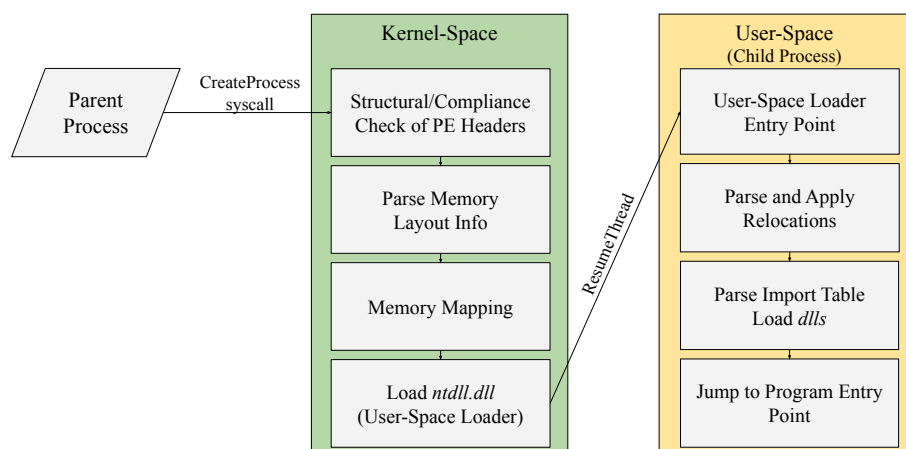 Parent
Process
CreateProcess
syscall
Kernel-Space
Structural/Compliance
Check of PE Headers
Parse Memory
Layout Info
Memory Mapping
Load ntdll.dll
(User-Space Loader)
ResumeThread
User-Space
(Child Process)
User-Space Loader
Entry Point
Parse and Apply
Relocations
Parse Import Table
Load dlls
Jump to Program Entry
Point